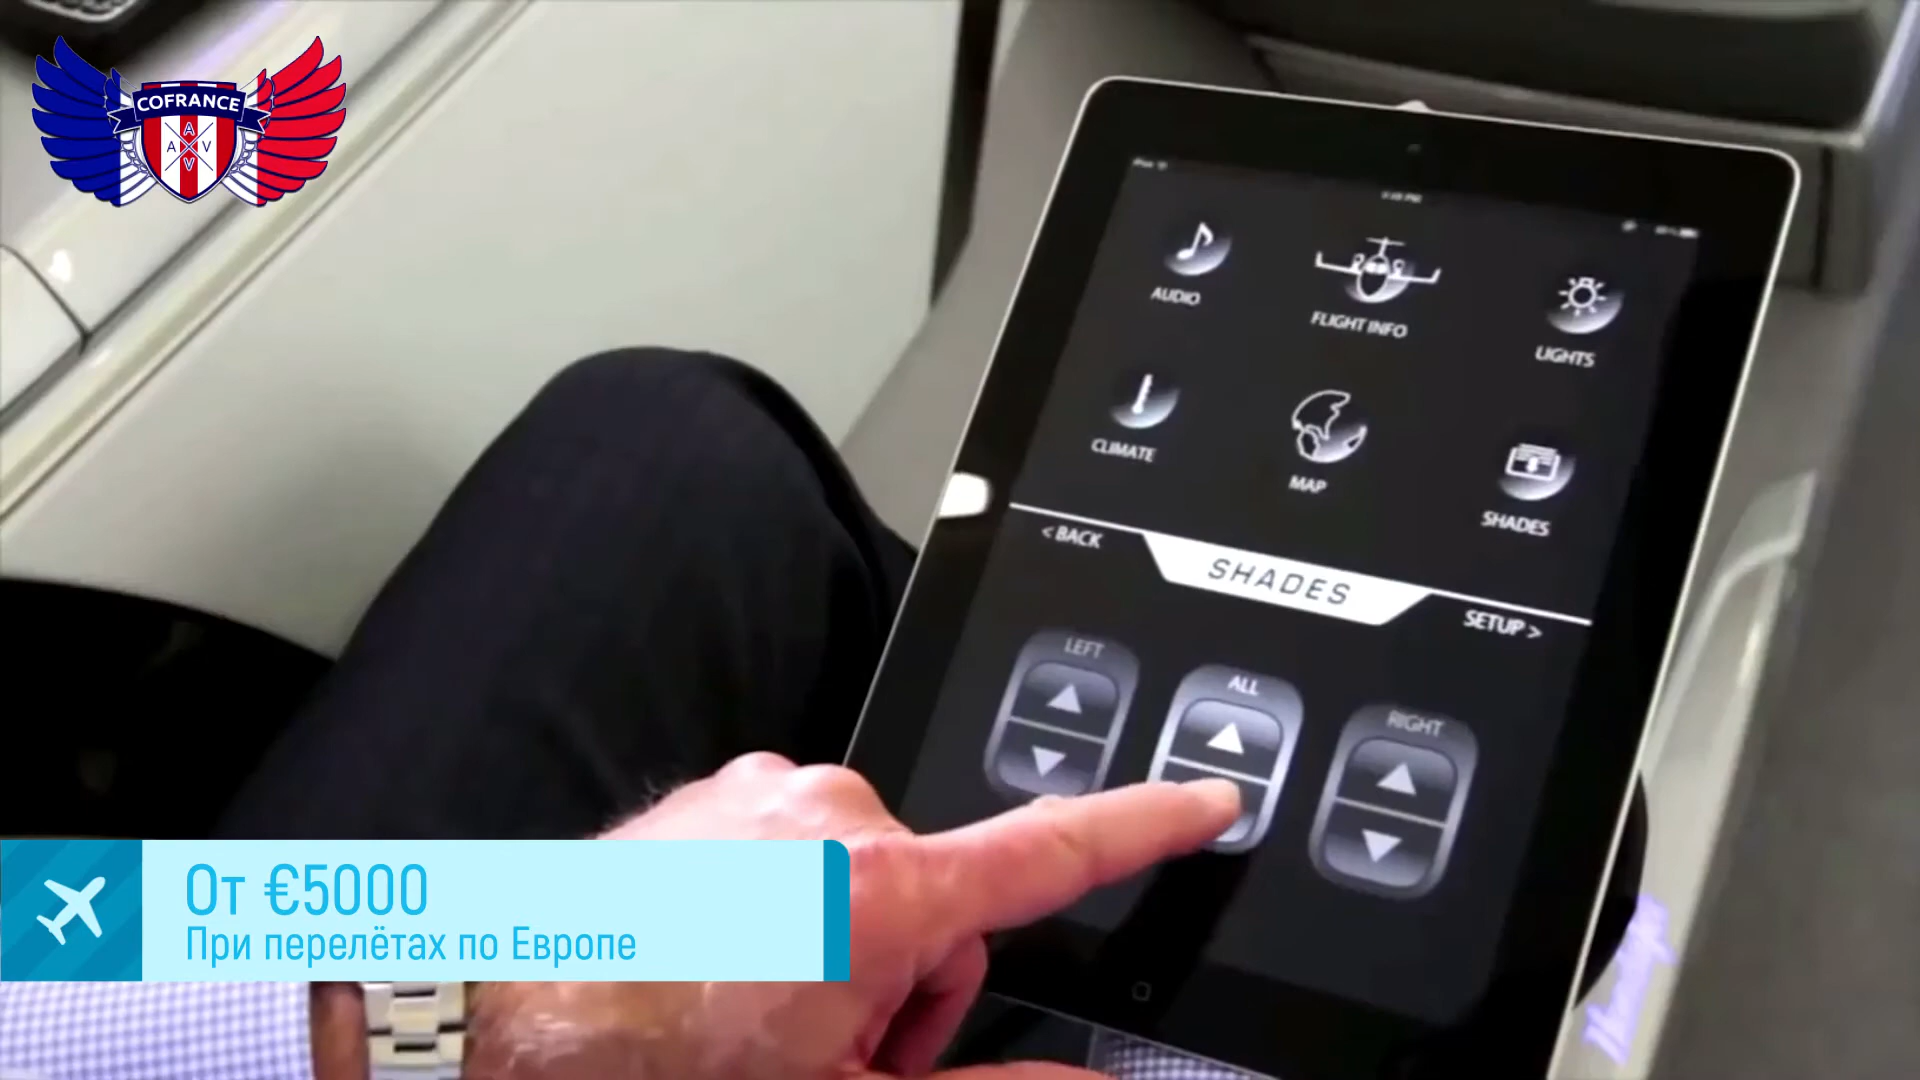 COFRANCE
A
A V
V
AUDIO
FLIGHT INFO
LIGHTS
CLIMATE
MAP
SHADES
< BACK
SHADES
SETUP >
LEFT
ALL
RIGHT
От €5000
При перелётах по Европе